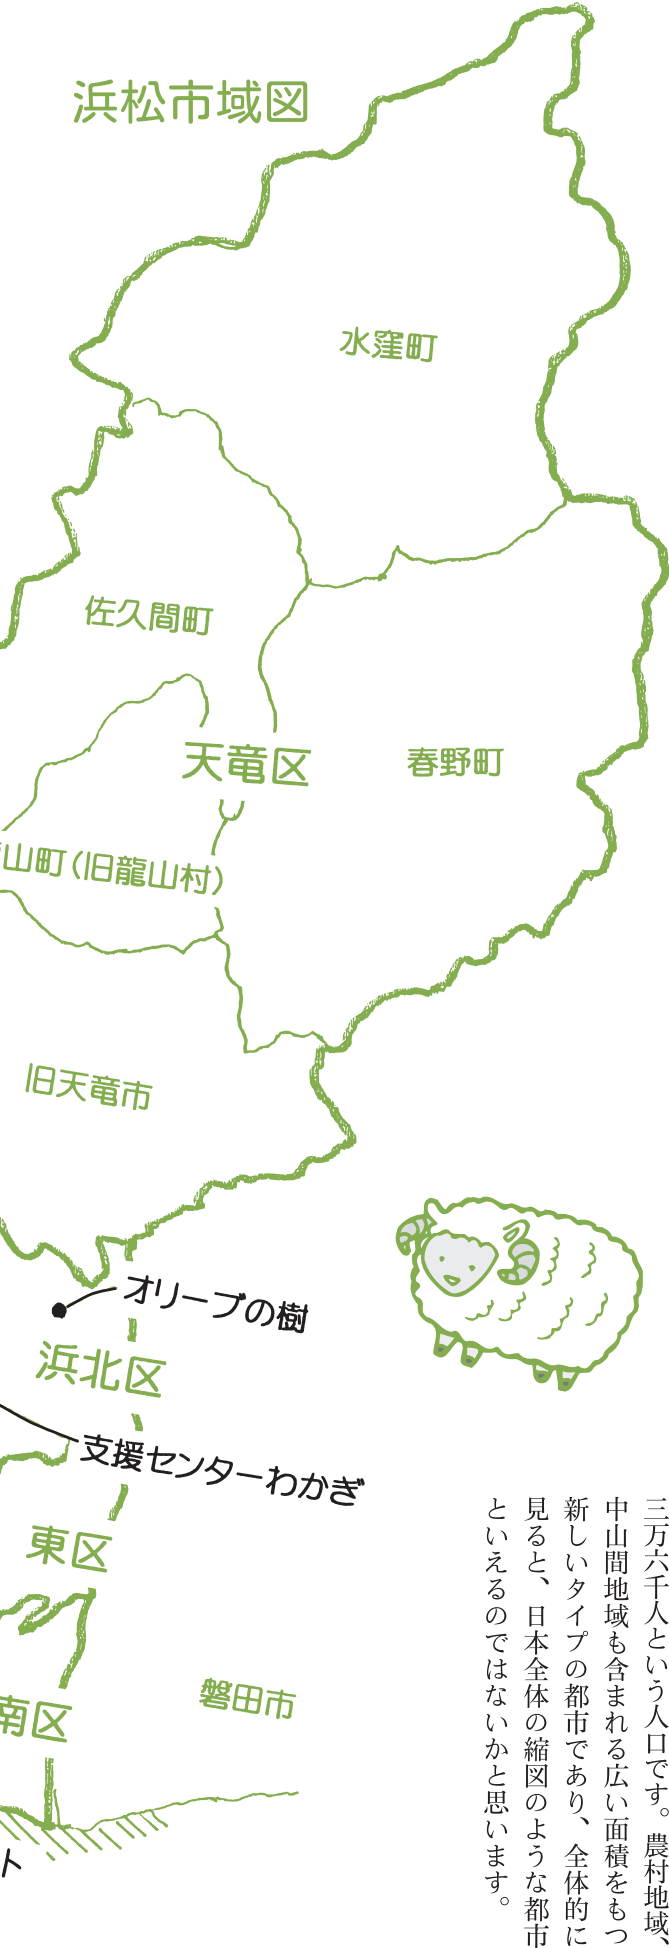 浜松市域図
水窪町
佐久間町
天竜区
春野町
山町(旧龍山村)
旧天竜市
オリーブの樹
浜北区
支援センターわかぎ
東区
磐田市
南区
ト
三万六千人という人口です。農村地域、
中山間地域も含まれる広い面積をもつ
新しいタイプの都市であり、全体的に
見ると、日本全体の縮図のような都市
といえるのではないかと思います。